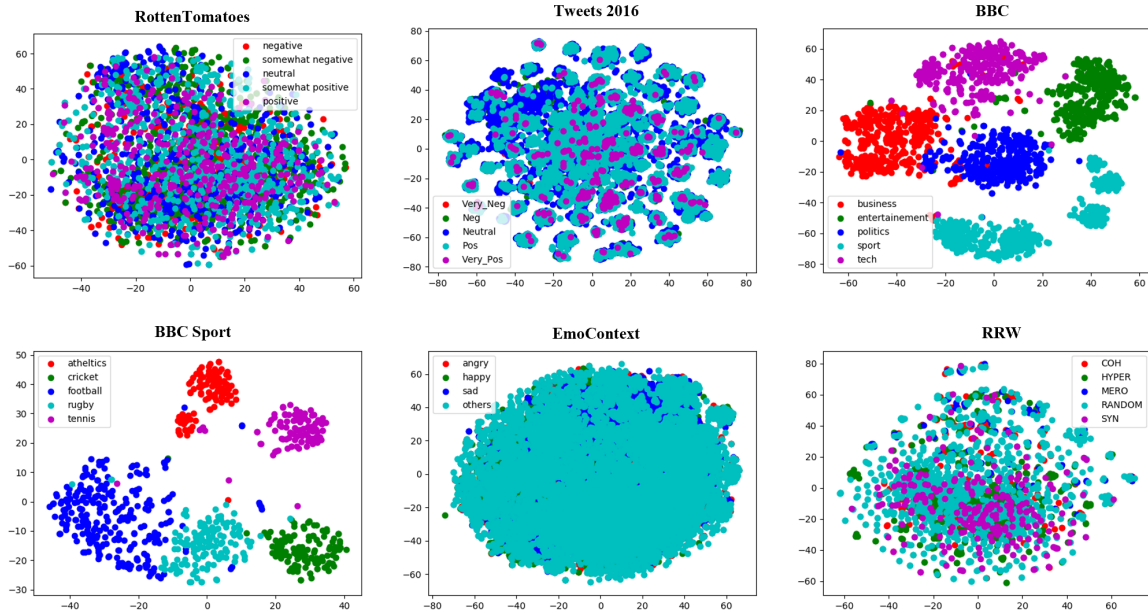 RottenTomatoes
negative
somewhat negative
neutral
somewhat positive
positive
60
40
20
0
−20
−40
−60
−60 −40 −20 0 20 40 60
Tweets 2016
Very_Neg
Neg
Neutral
Pos
Very_Pos
80
60
40
20
0
−20
−40
−60
−80
−80 −60 −40 −20 0 20 40 60 80
BBC
business
entertainement
politics
sport
tech
60
40
20
0
−20
−40
−60
−80
−60 −40 −20 0 20 40 60
BBC Sport
atheltics
cricket
football
rugby
tennis
50
40
30
20
10
0
−10
−20
−30
−40 −20 0 20 40
EmoContext
angry
happy
sad
others
60
40
20
0
−20
−40
−60
−80 −60 −40 −20 0 20 40 60
RRW
COH
HYPER
MERO
RANDOM
SYN
80
60
40
20
0
−20
−40
−60
−60 −40 −20 0 20 40 60